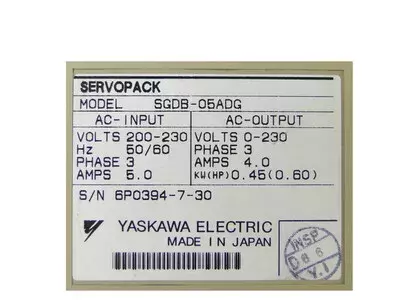 SERVOPACK
MODEL SGDB-05ADG
AC-INPUT AC-OUTPUT
VOLTS 200-230 VOLTS 0-230
Hz 50/60 PHASE 3
PHASE 3 AMPS 4.0
AMPS 5.0 KW(HP) 0.45(0.60)
S/N 6P0394-7-30
YASKAWA ELECTRIC
MADE IN JAPAN
INSP
V.1